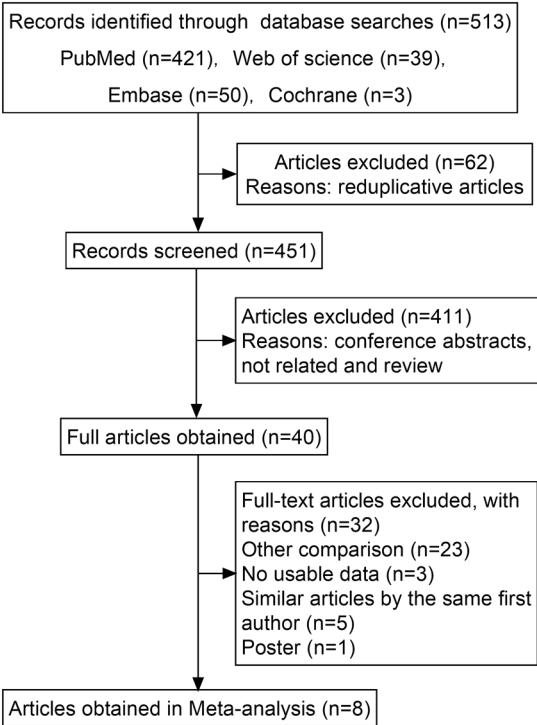 Records identified through database searches (n=513)
PubMed (n=421), Web of science (n=39),
Embase (n=50), Cochrane (n=3)
Articles excluded (n=62)
Reasons: reduplicative articles
Records screened (n=451)
Articles excluded (n=411)
Reasons: conference abstracts,
not related and review
Full articles obtained (n=40)
Full-text articles excluded, with
reasons (n=32)
Other comparison (n=23)
No usable data (n=3)
Similar articles by the same first
author (n=5)
Poster (n=1)
Articles obtained in Meta-analysis (n=8)